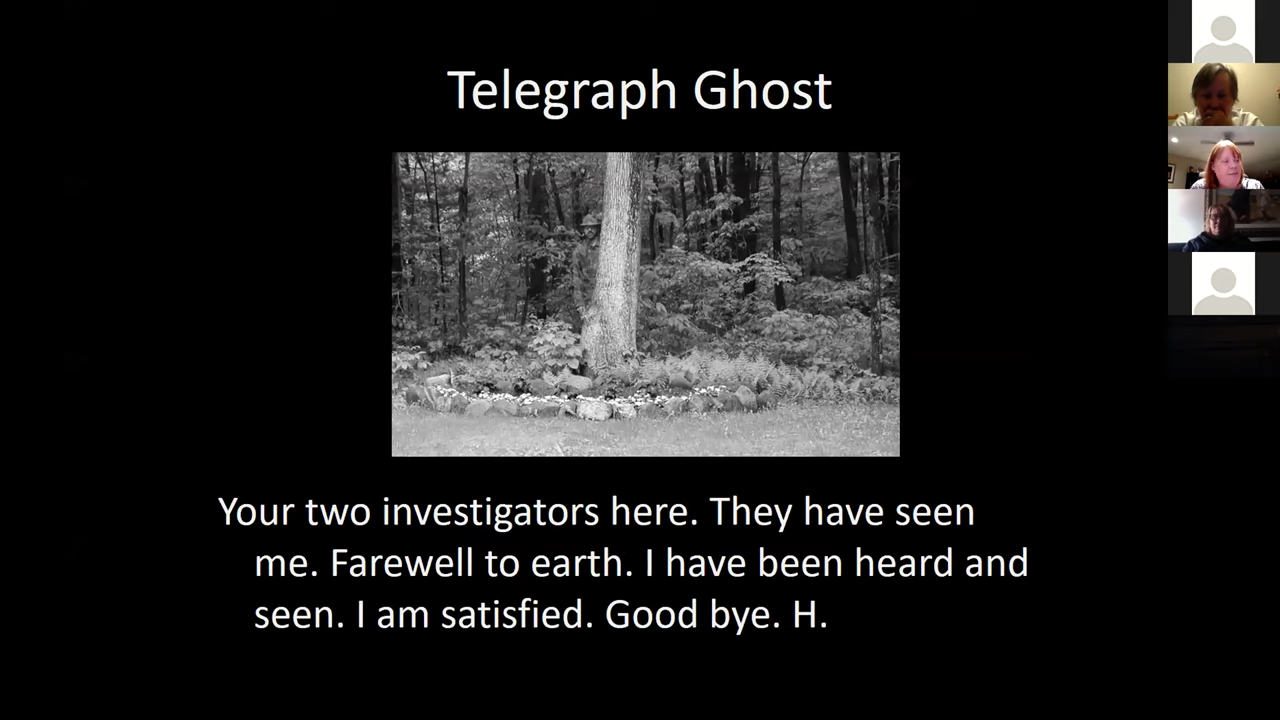 Telegraph Ghost
Your two investigators here. They have seen
me. Farewell to earth. I have been heard and
seen. I am satisfied. Good bye. H.